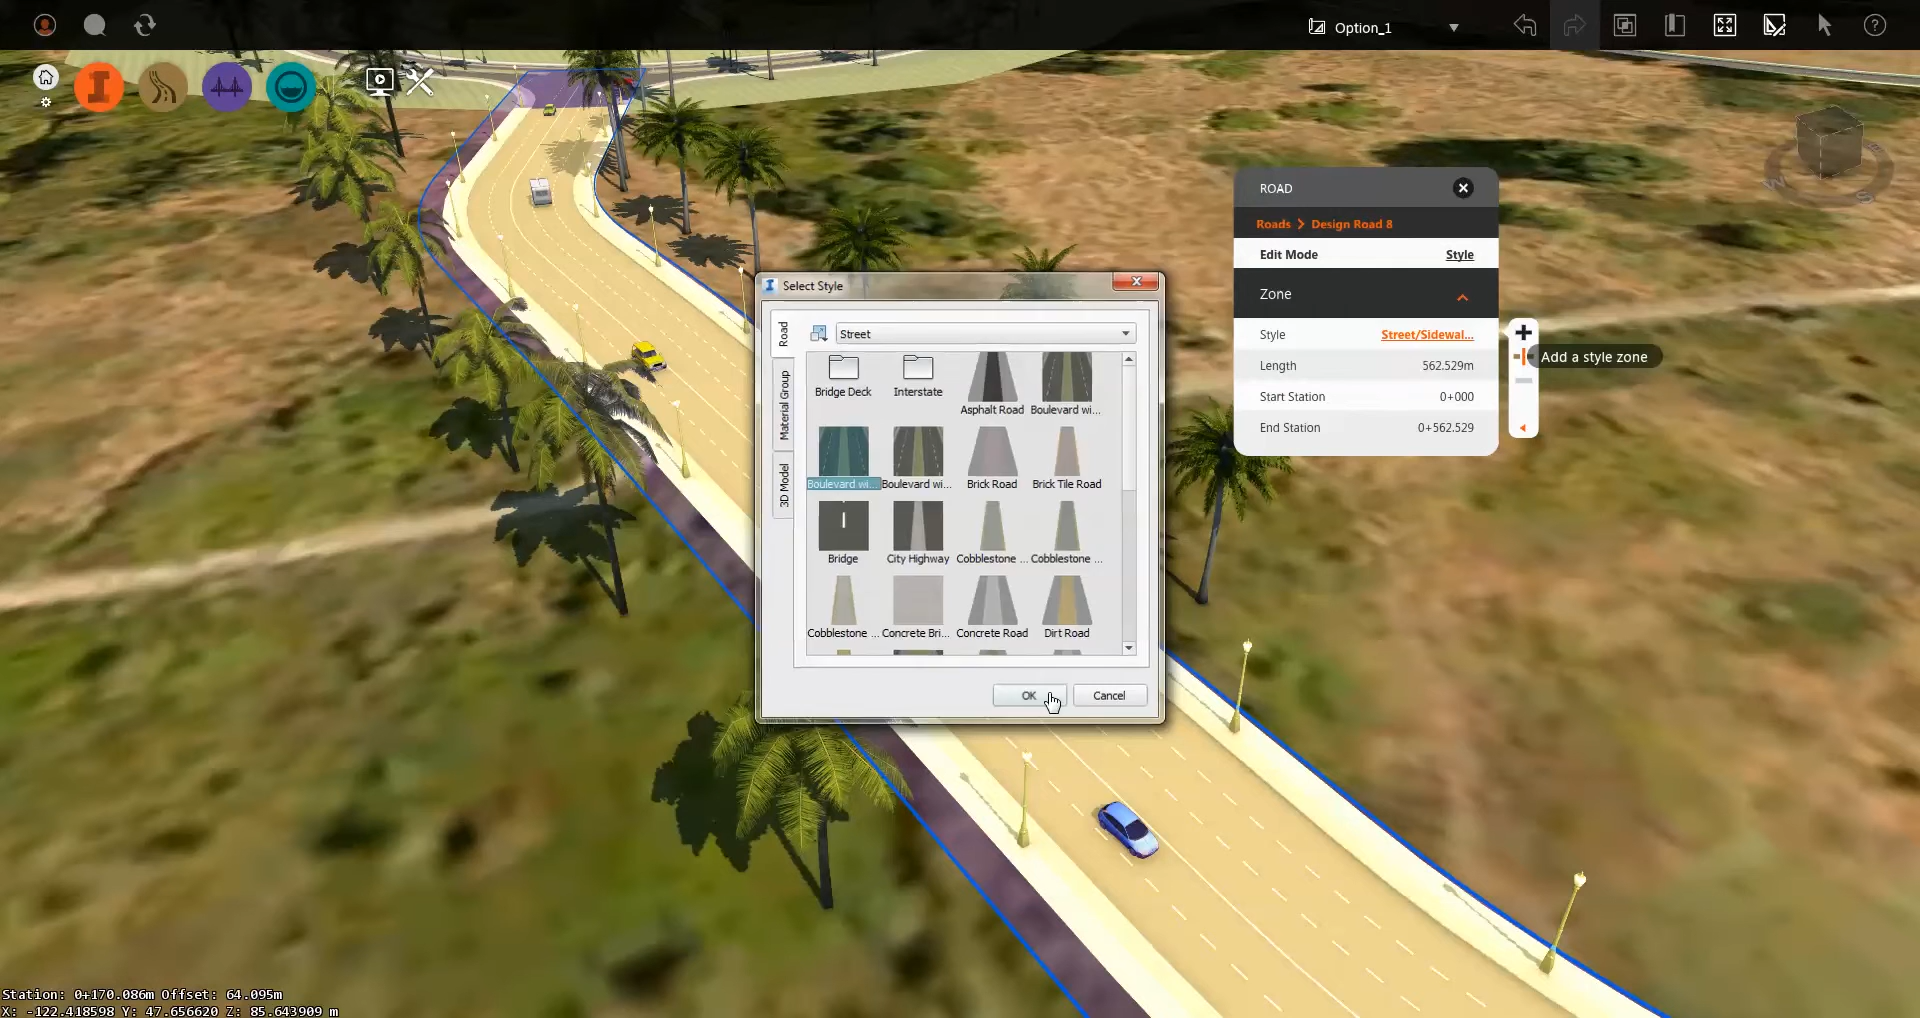 Option_1
ROAD
Roads > Design Road 8
Edit Mode Style
Zone
Style Street/Sidewal...
Length 562.529m
Start Station 0+000
End Station 0+562.529
Add a style zone
Select Style
Road
Material Group
3D Model
Street
Bridge Deck Interstate Asphalt Road Boulevard wi...
Boulevard wi... Boulevard wi... Brick Road Brick Tile Road
Bridge City Highway Cobblestone ... Cobblestone ...
Cobblestone ... Concrete Bri... Concrete Road Dirt Road
OK Cancel
Station: 0+170.086m Offset: 64.095m
X: -122.418598 Y: 47.656620 Z: 85.643909 m